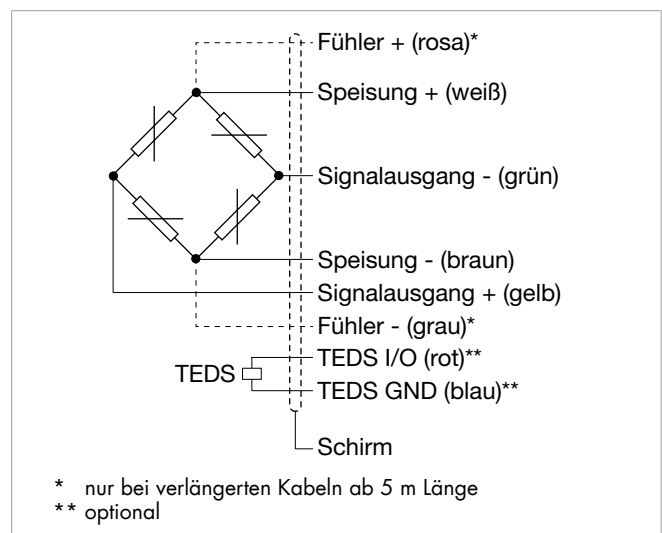 Fühler + (rosa)*
Speisung + (weiß)
Signalausgang - (grün)
Speisung - (braun)
Signalausgang + (gelb)
Fühler - (grau)*
TEDS I/O (rot)**
TEDS
TEDS GND (blau)**
Schirm
* nur bei verlängerten Kabeln ab 5 m Länge
** optional